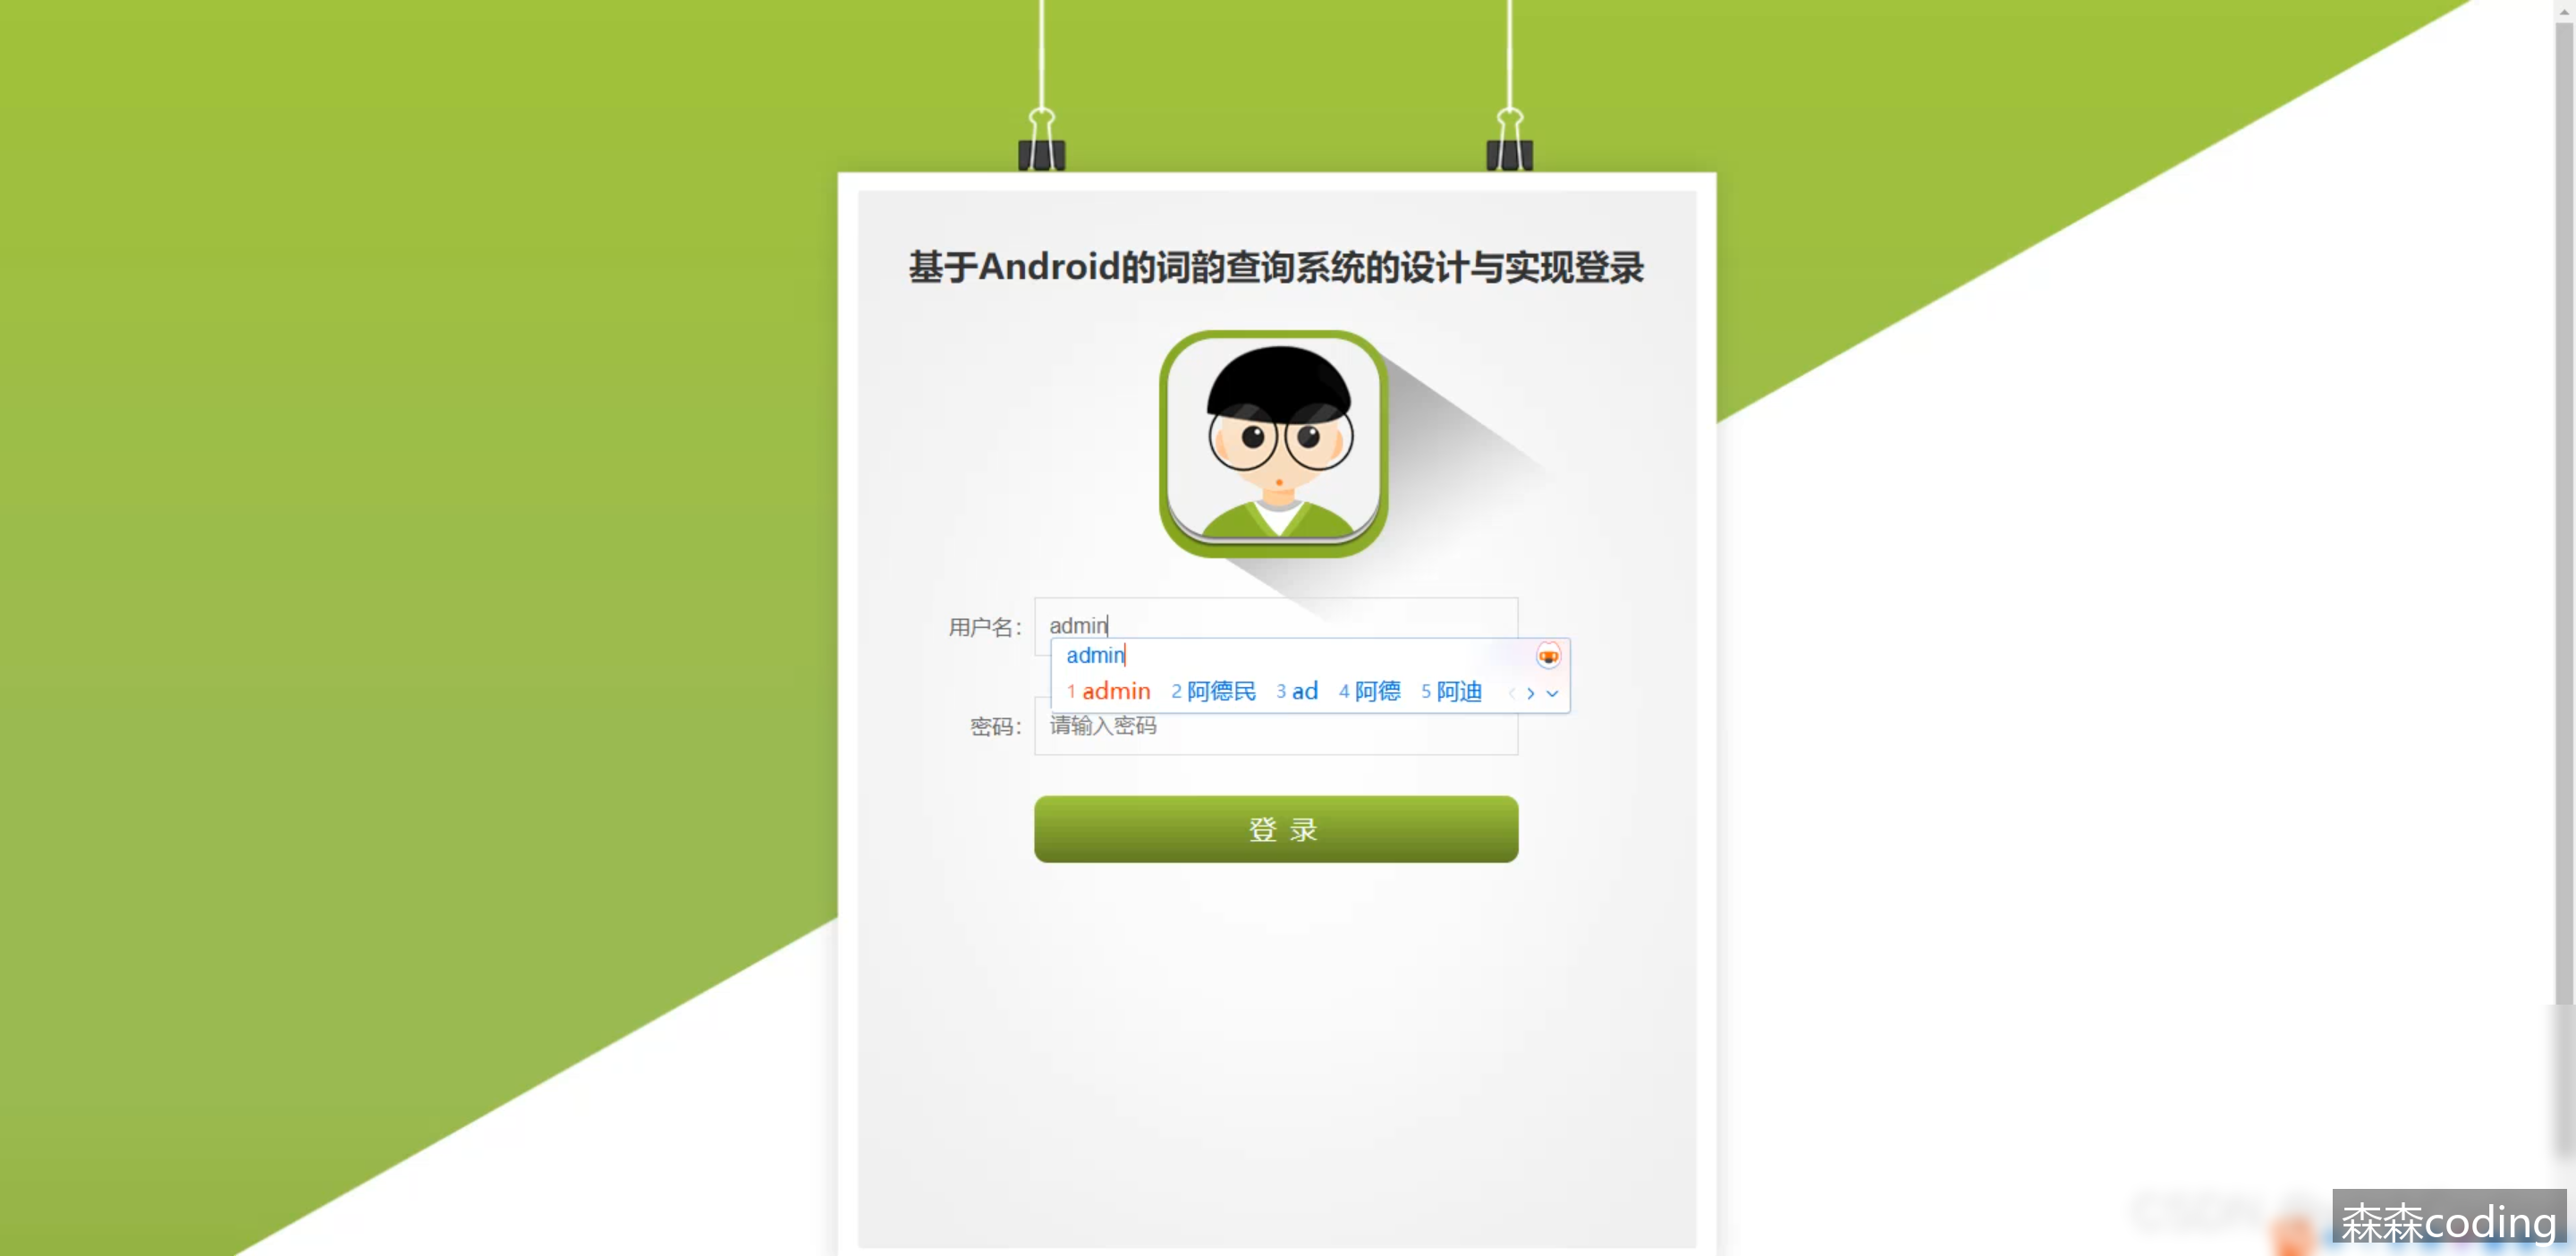 基于Android的词韵查询系统的设计与实现登录
用户名：
admin
admin
1 admin 2 阿德民 3 ad 4 阿德 5 阿迪
密码：
请输入密码
登 录
森森coding